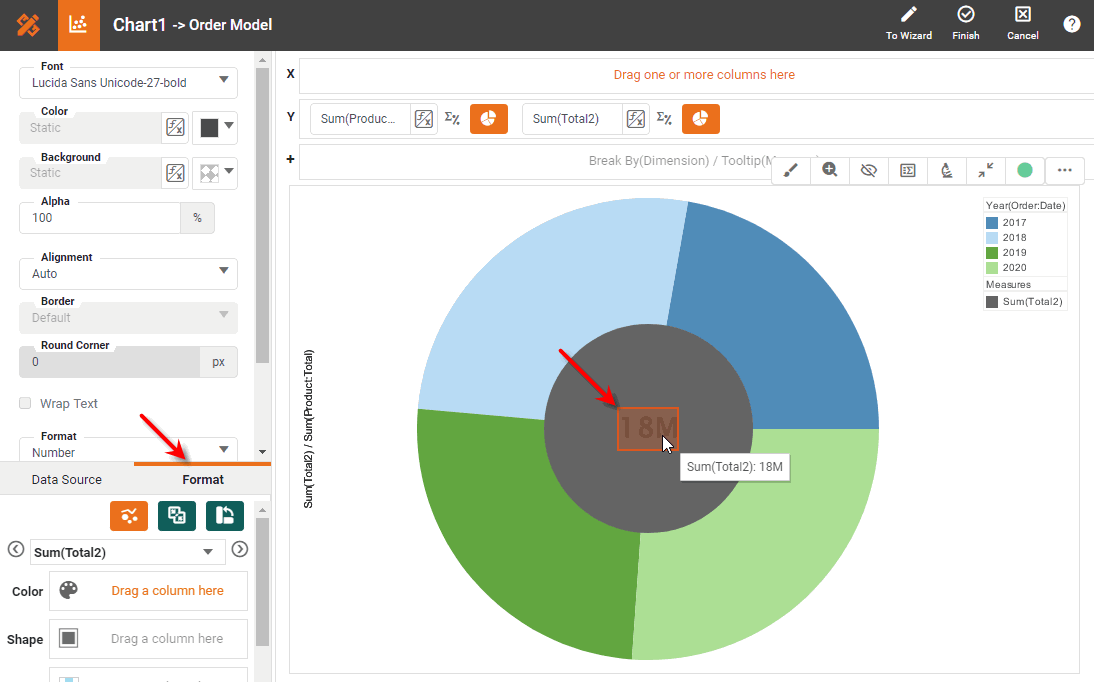 Chart1 -> Order Model
To Wizard
Finish
Cancel
?
Font
Lucida Sans Unicode-27-bold
Color
Static
Background
Static
Alpha
100
%
Alignment
Auto
Border
Default
Round Corner
0
px
Wrap Text
Format
Number
Data Source
Format
Sum(Total2)
Color
Drag a column here
Shape
Drag a column here
X
Drag one or more columns here
Y
Sum(Produc...
Σ%
Sum(Total2)
Σ%
+
Break By(Dimension) / Tooltip(M
Sum(Total2) / Sum(Product:Total)
18M
Sum(Total2): 18M
Year(Order:Date)
2017
2018
2019
2020
Measures
Sum(Total2)